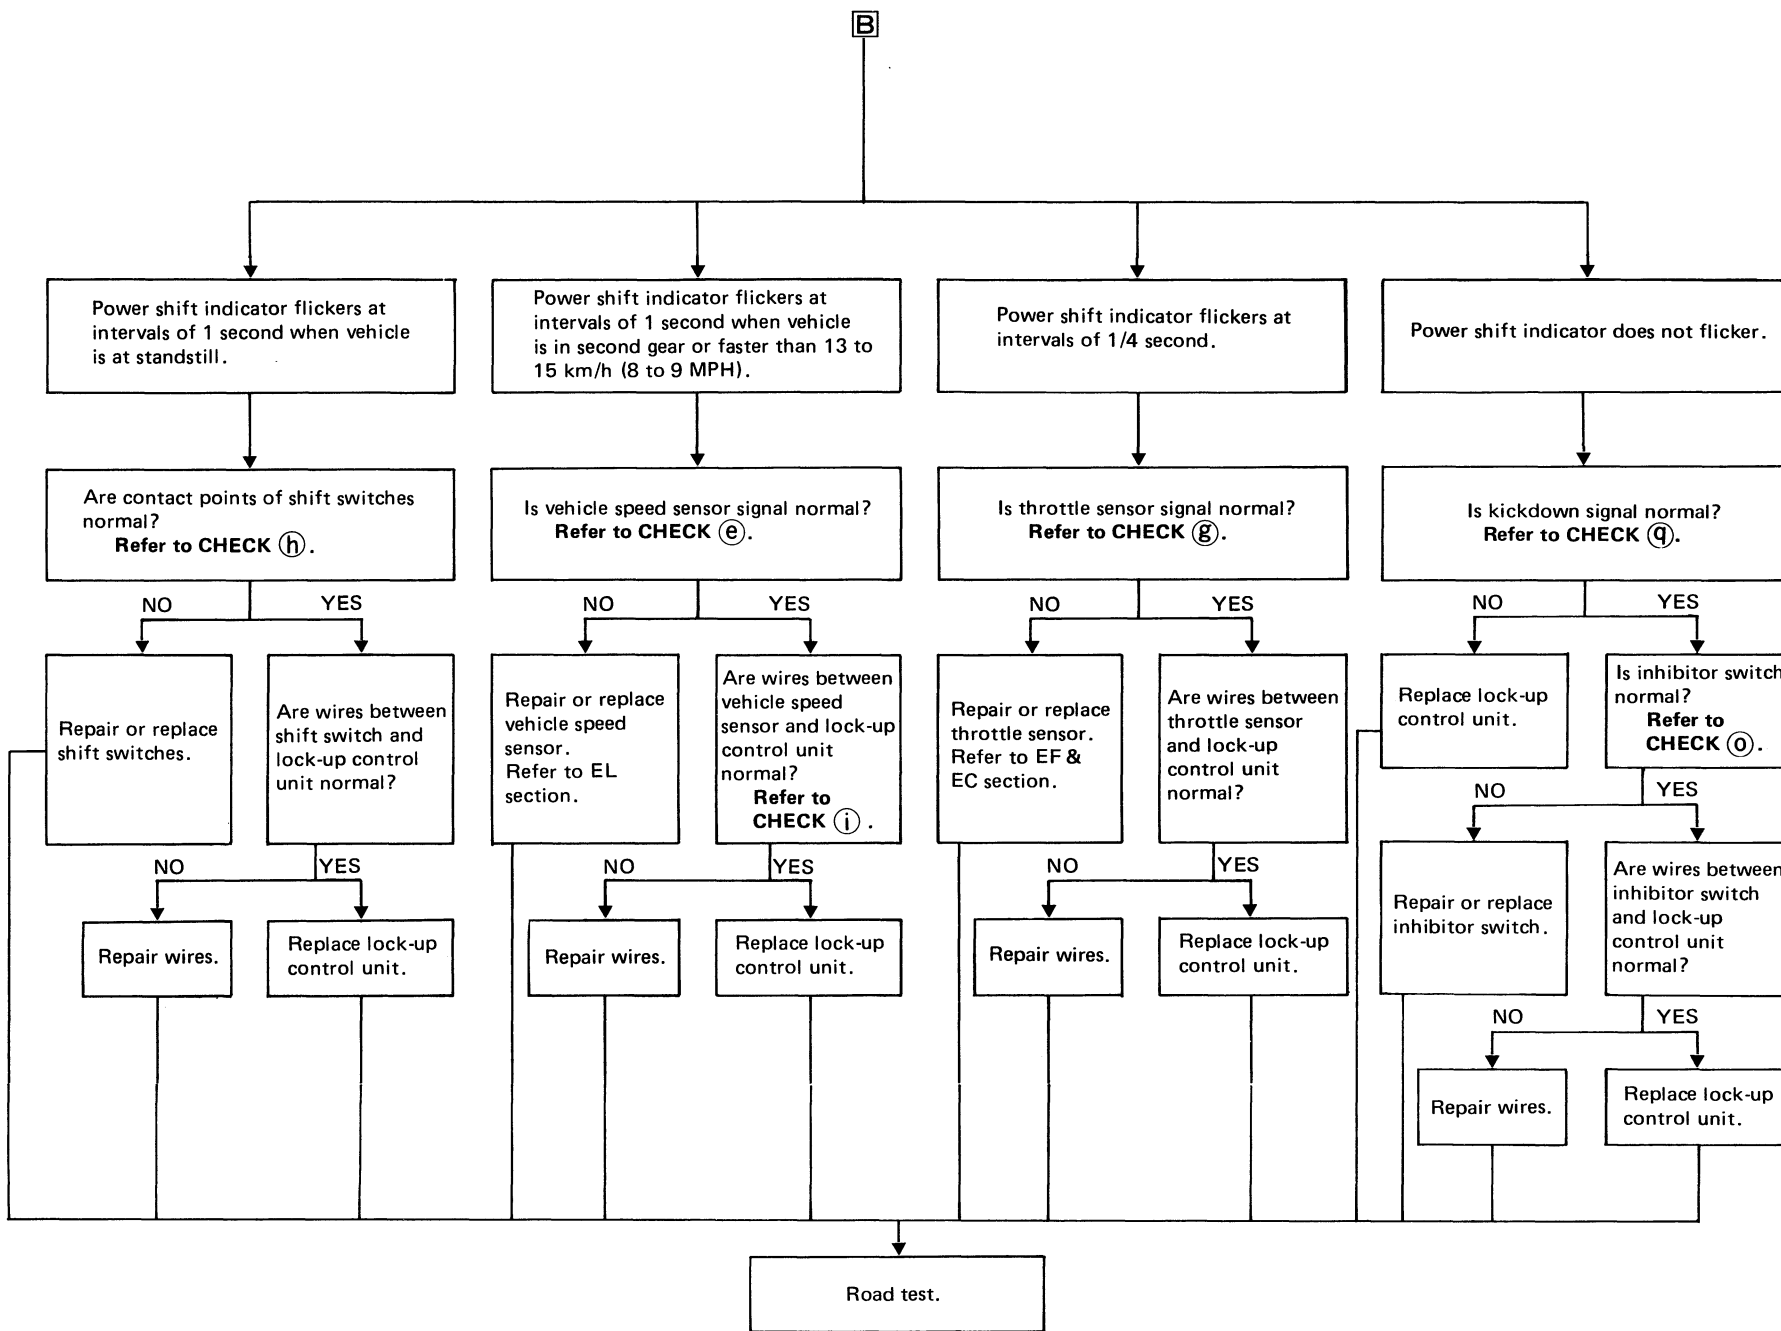 B
Power shift indicator flickers at
intervals of 1 second when vehicle
is at standstill.
Power shift indicator flickers at
intervals of 1 second when vehicle
is in second gear or faster than 13 to
15 km/h (8 to 9 MPH).
Power shift indicator flickers at
intervals of 1/4 second.
Power shift indicator does not flicker.
Are contact points of shift switches
normal?
Refer to CHECK ⓗ.
Is vehicle speed sensor signal normal?
Refer to CHECK ⓔ.
Is throttle sensor signal normal?
Refer to CHECK ⓖ.
Is kickdown signal normal?
Refer to CHECK ⓠ.
NO
YES
NO
YES
NO
YES
NO
YES
Repair or replace
shift switches.
Are wires between
shift switch and
lock-up control
unit normal?
Repair or replace
vehicle speed
sensor.
Refer to EL
section.
Are wires between
vehicle speed
sensor and lock-up
control unit
normal?
Refer to
CHECK ⓘ.
Repair or replace
throttle sensor.
Refer to EF &
EC section.
Are wires between
throttle sensor
and lock-up
control unit
normal?
Replace lock-up
control unit.
Is inhibitor switch
normal?
Refer to
CHECK ⓞ.
NO
YES
NO
YES
NO
YES
NO
YES
Repair wires.
Replace lock-up
control unit.
Repair wires.
Replace lock-up
control unit.
Repair wires.
Replace lock-up
control unit.
Repair or replace
inhibitor switch.
Are wires between
inhibitor switch
and lock-up
control unit
normal?
NO
YES
Repair wires.
Replace lock-up
control unit.
Road test.